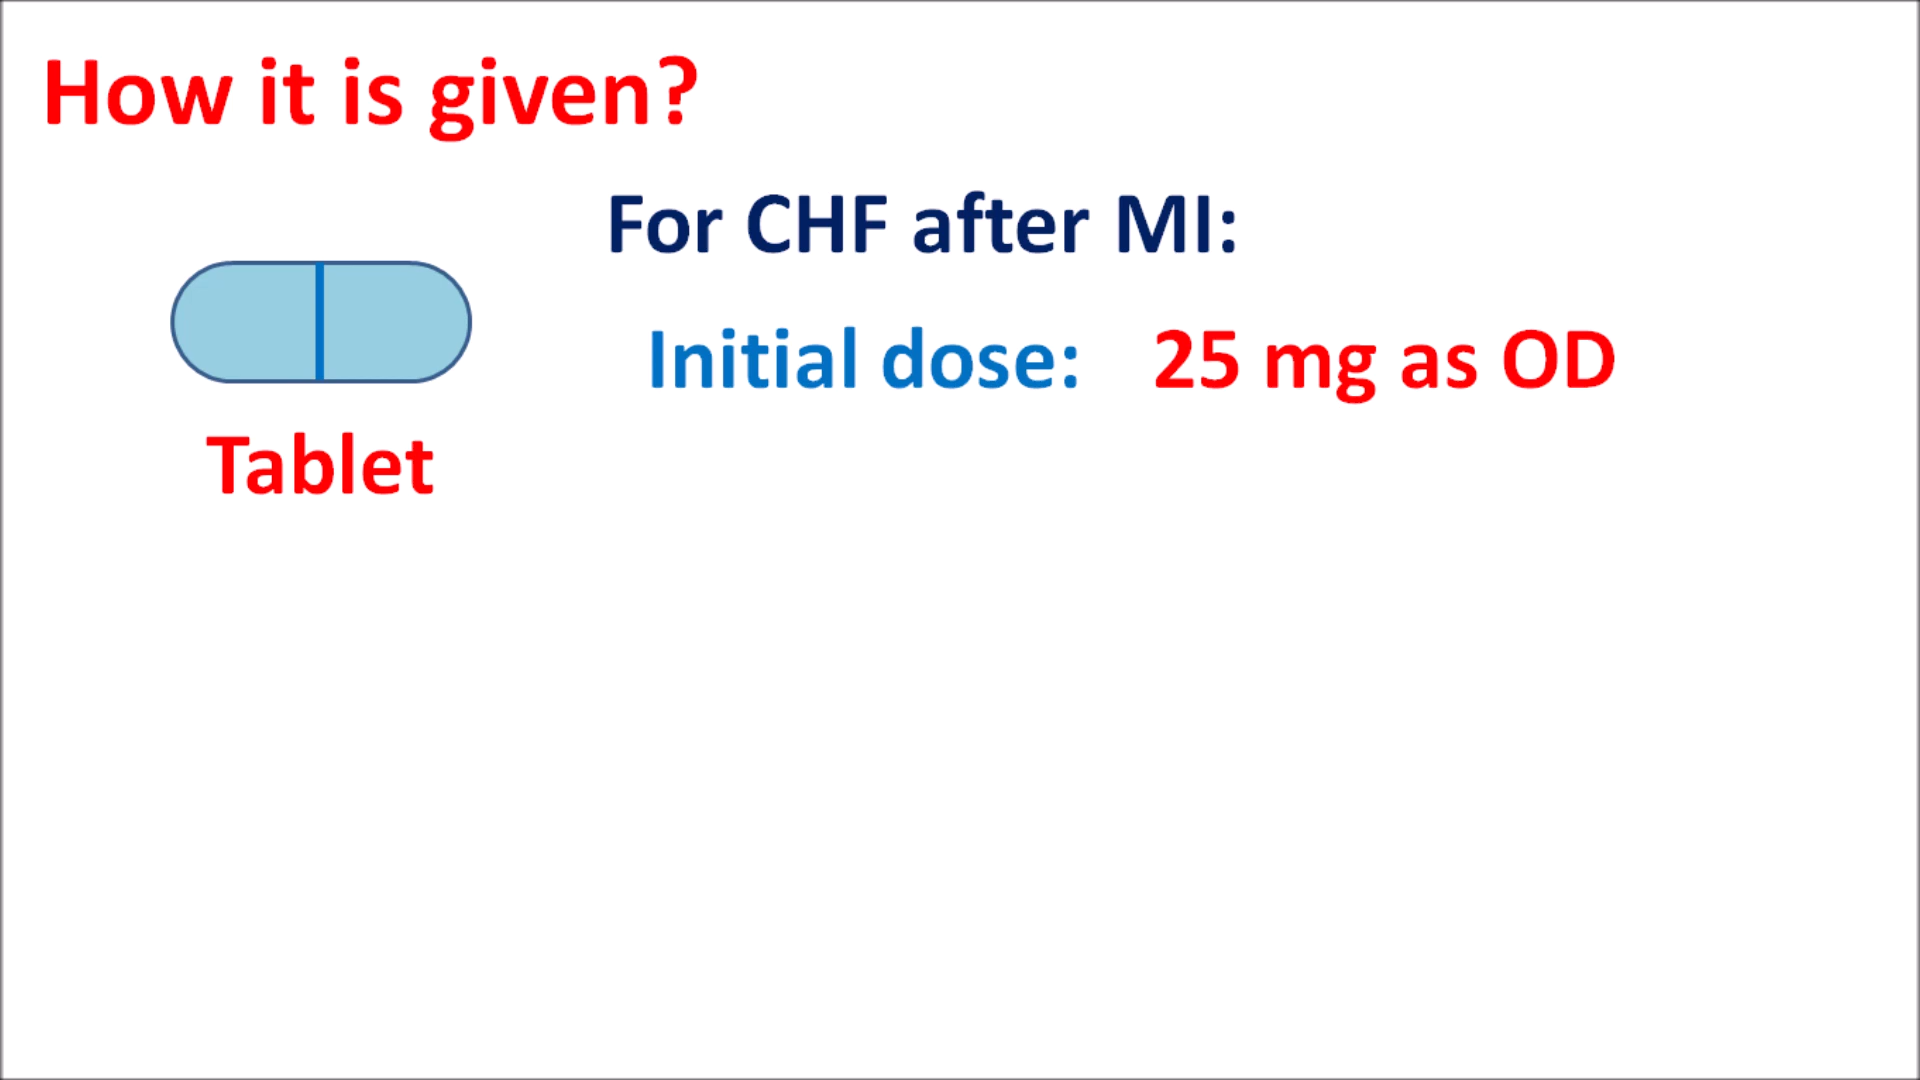 How it is given?
For CHF after MI:
Initial dose: 25 mg as OD
Tablet